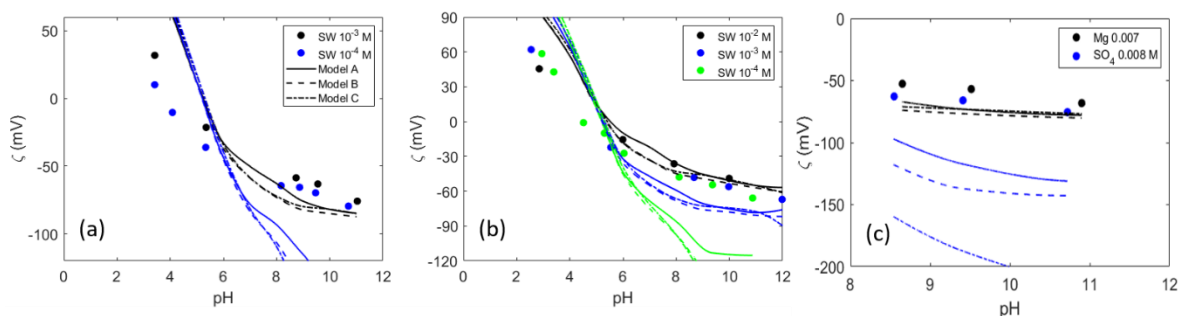 50
0
-50
-100
ζ (mV)
0 2 4 6 8 10 12
pH
(a)
SW 10-3 M
SW 10-4 M
Model A
Model B
Model C
90
60
30
0
-30
-60
-90
-120
ζ (mV)
0 2 4 6 8 10 12
pH
(b)
SW 10-2 M
SW 10-3 M
SW 10-4 M
0
-50
-100
-150
-200
ζ (mV)
8 9 10 11 12
pH
(c)
Mg 0.007
SO4 0.008 M